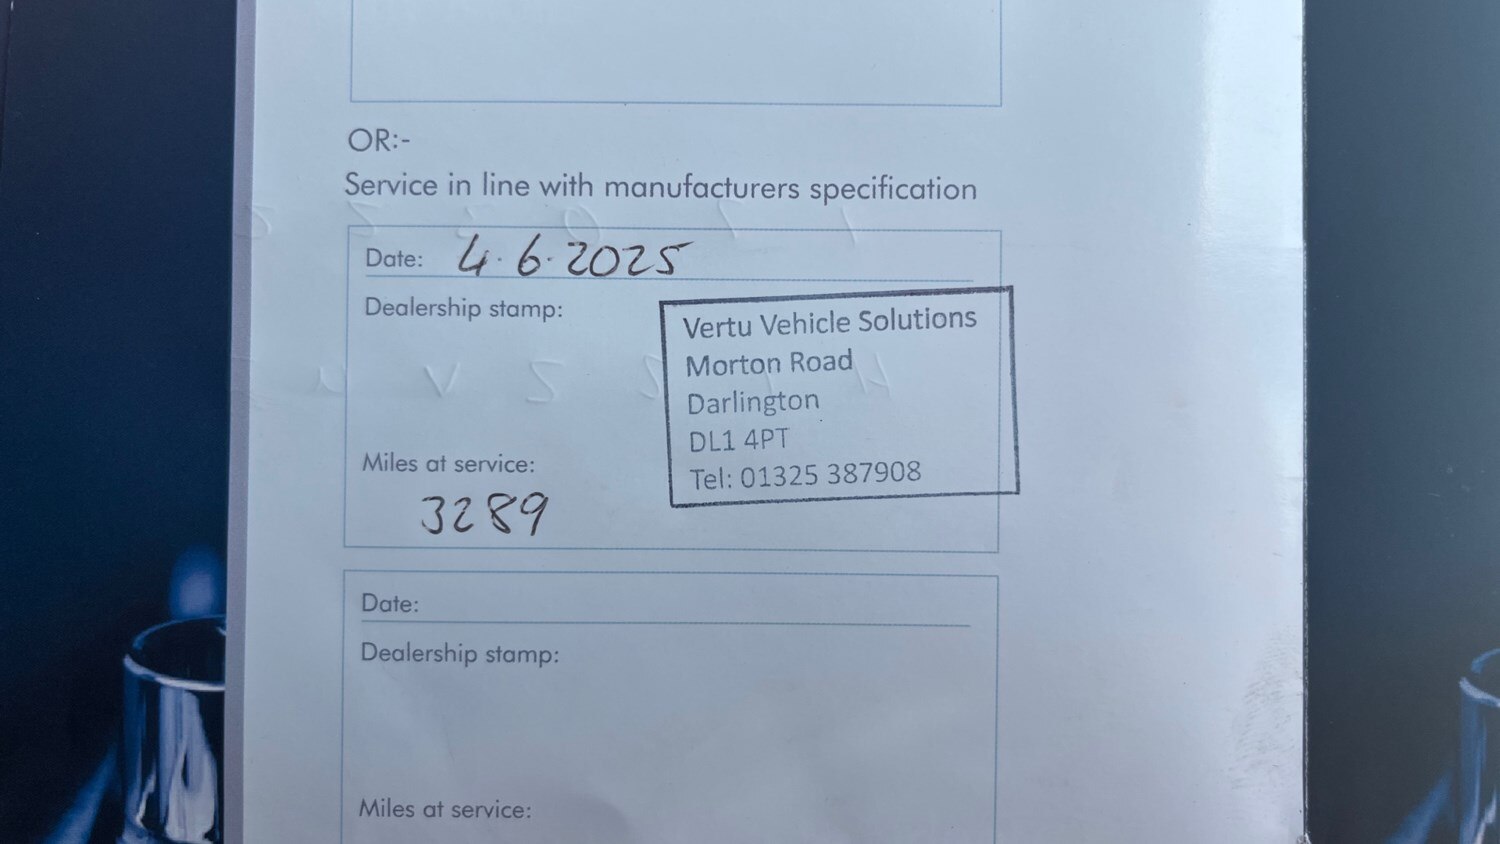 OR:-
Service in line with manufacturers specification
Date: 4.6.2025
Dealership stamp:
Vertu Vehicle Solutions
Morton Road
Darlington
DL1 4PT
Tel: 01325 387908
Miles at service:
3289
Date:
Dealership stamp:
Miles at service: